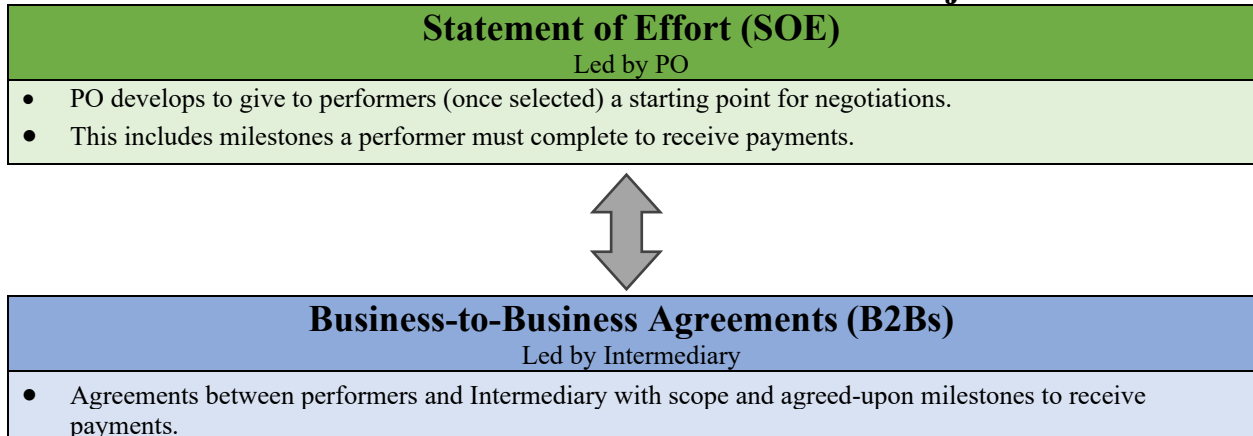 Statement of Effort (SOE)
Led by PO
• PO develops to give to performers (once selected) a starting point for negotiations.
• This includes milestones a performer must complete to receive payments.
Business-to-Business Agreements (B2Bs)
Led by Intermediary
• Agreements between performers and Intermediary with scope and agreed-upon milestones to receive
payments.